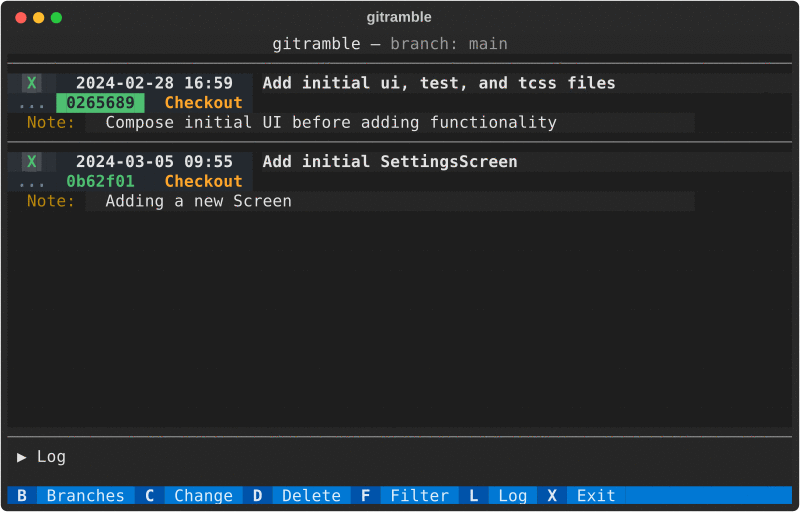 gitramble
gitramble — branch: main
X 2024-02-28 16:59 Add initial ui, test, and tcss files
... 0265689 Checkout
Note: Compose initial UI before adding functionality
X 2024-03-05 09:55 Add initial SettingsScreen
... 0b62f01 Checkout
Note: Adding a new Screen
▶ Log
B Branches C Change D Delete F Filter L Log X Exit